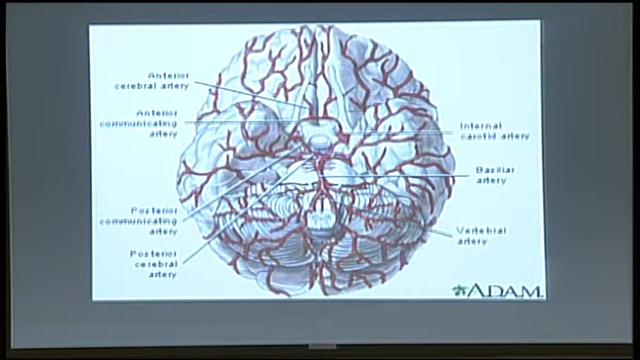 Anterior
cerebral artery
Anterior
communicating
artery
Internal
carotid artery
Basilar
artery
Posterior
communicating
artery
Vertebral
artery
Posterior
cerebral
artery
ADAM.